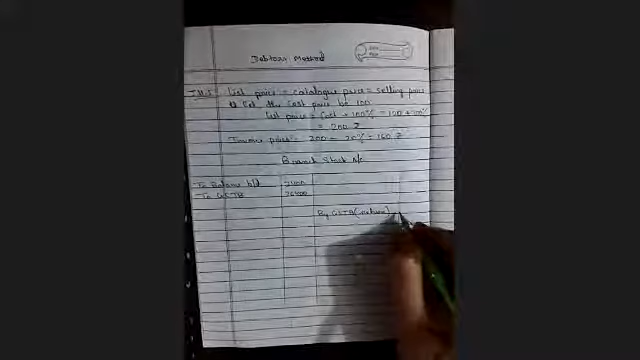 Debtors Method
List price = catalogue price = selling price
Let the Cost price be 100
List price = Cost + 100% = 100 + 100%
= 200
Invoice price = 200 - 20% = 160
Branch Stock A/c
To Balance b/d
To GSTB
By GSTB (return)